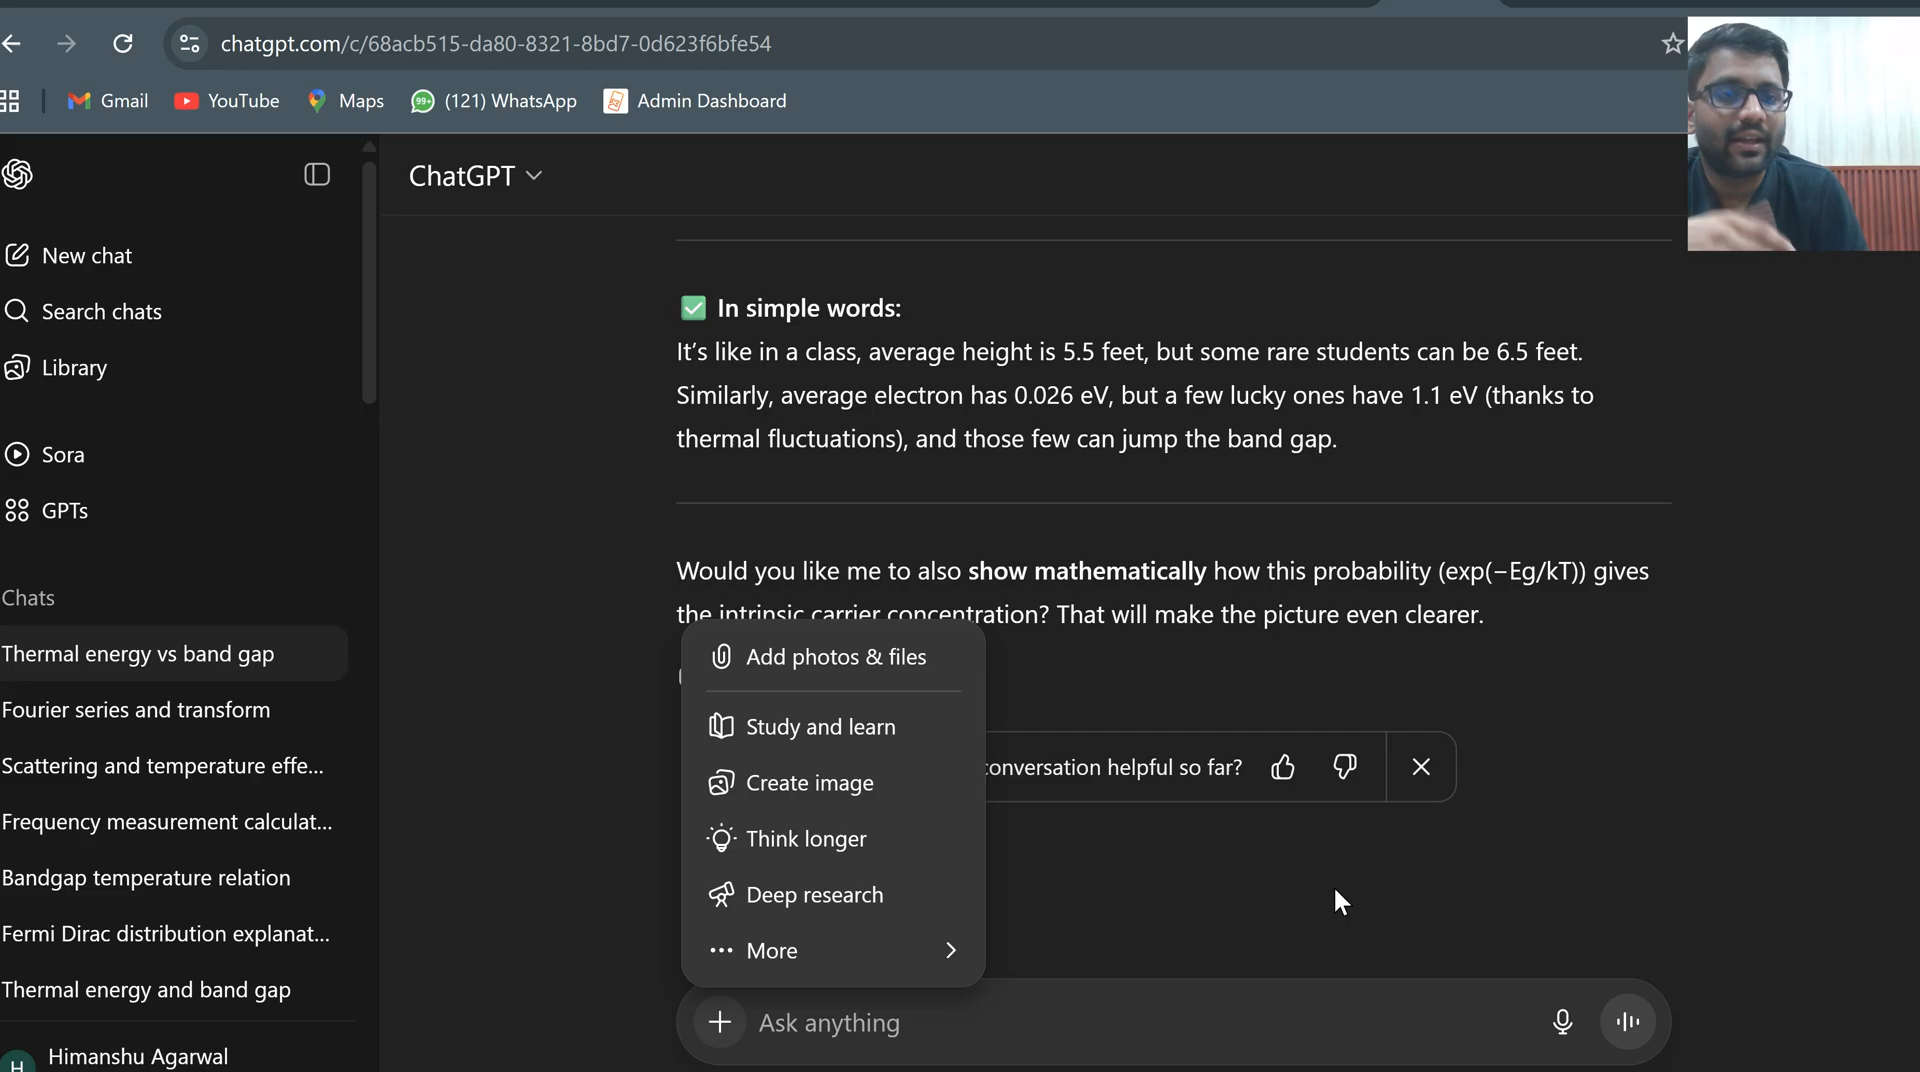 chatgpt.com/c/68acb515-da80-8321-8bd7-0d623f6bfe54
Gmail
YouTube
Maps
99+
(121) WhatsApp
Admin Dashboard
ChatGPT
New chat
Search chats
Library
Sora
GPTs
Chats
Thermal energy vs band gap
Fourier series and transform
Scattering and temperature effe...
Frequency measurement calculat...
Bandgap temperature relation
Fermi Dirac distribution explanat...
Thermal energy and band gap
H
Himanshu Agarwal
In simple words:
It's like in a class, average height is 5.5 feet, but some rare students can be 6.5 feet.
Similarly, average electron has 0.026 eV, but a few lucky ones have 1.1 eV (thanks to
thermal fluctuations), and those few can jump the band gap.
Would you like me to also show mathematically how this probability (exp(−Eg/kT)) gives
the intrinsic carrier concentration? That will make the picture even clearer.
Add photos & files
Study and learn
Create image
Think longer
Deep research
More
conversation helpful so far?
Ask anything